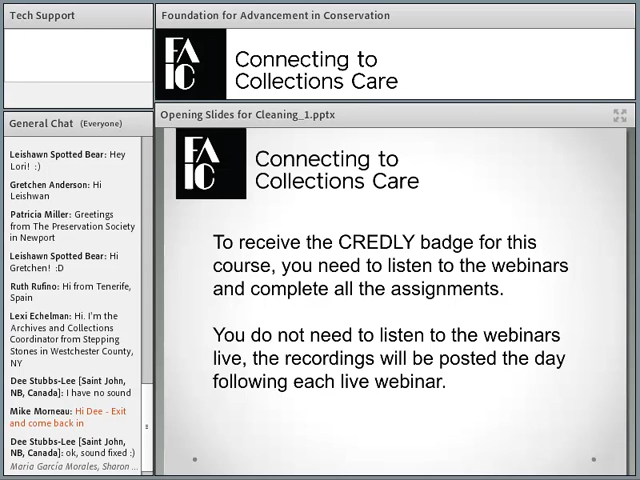 Tech Support
Foundation for Advancement in Conservation
FA
IC
Connecting to
Collections Care
General Chat (Everyone)
Leishawn Spotted Bear: Hey
Lori! :)
Gretchen Anderson: Hi
Leishwan
Patricia Miller: Greetings
from The Preservation Society
in Newport
Leishawn Spotted Bear: Hi
Gretchen! :D
Ruth Rufino: Hi from Tenerife,
Spain
Lexi Echelman: Hi. I'm the
Archives and Collections
Coordinator from Stepping
Stones in Westchester County,
NY
Dee Stubbs-Lee [Saint John,
NB, Canada]: I have no sound
Mike Morneau: Hi Dee - Exit
and come back in
Dee Stubbs-Lee [Saint John,
NB, Canada]: ok, sound fixed :)
Maria García Morales, Sharon ...
Opening Slides for Cleaning_1.pptx
FA
IC
Connecting to
Collections Care
To receive the CREDLY badge for this
course, you need to listen to the webinars
and complete all the assignments.
You do not need to listen to the webinars
live, the recordings will be posted the day
following each live webinar.